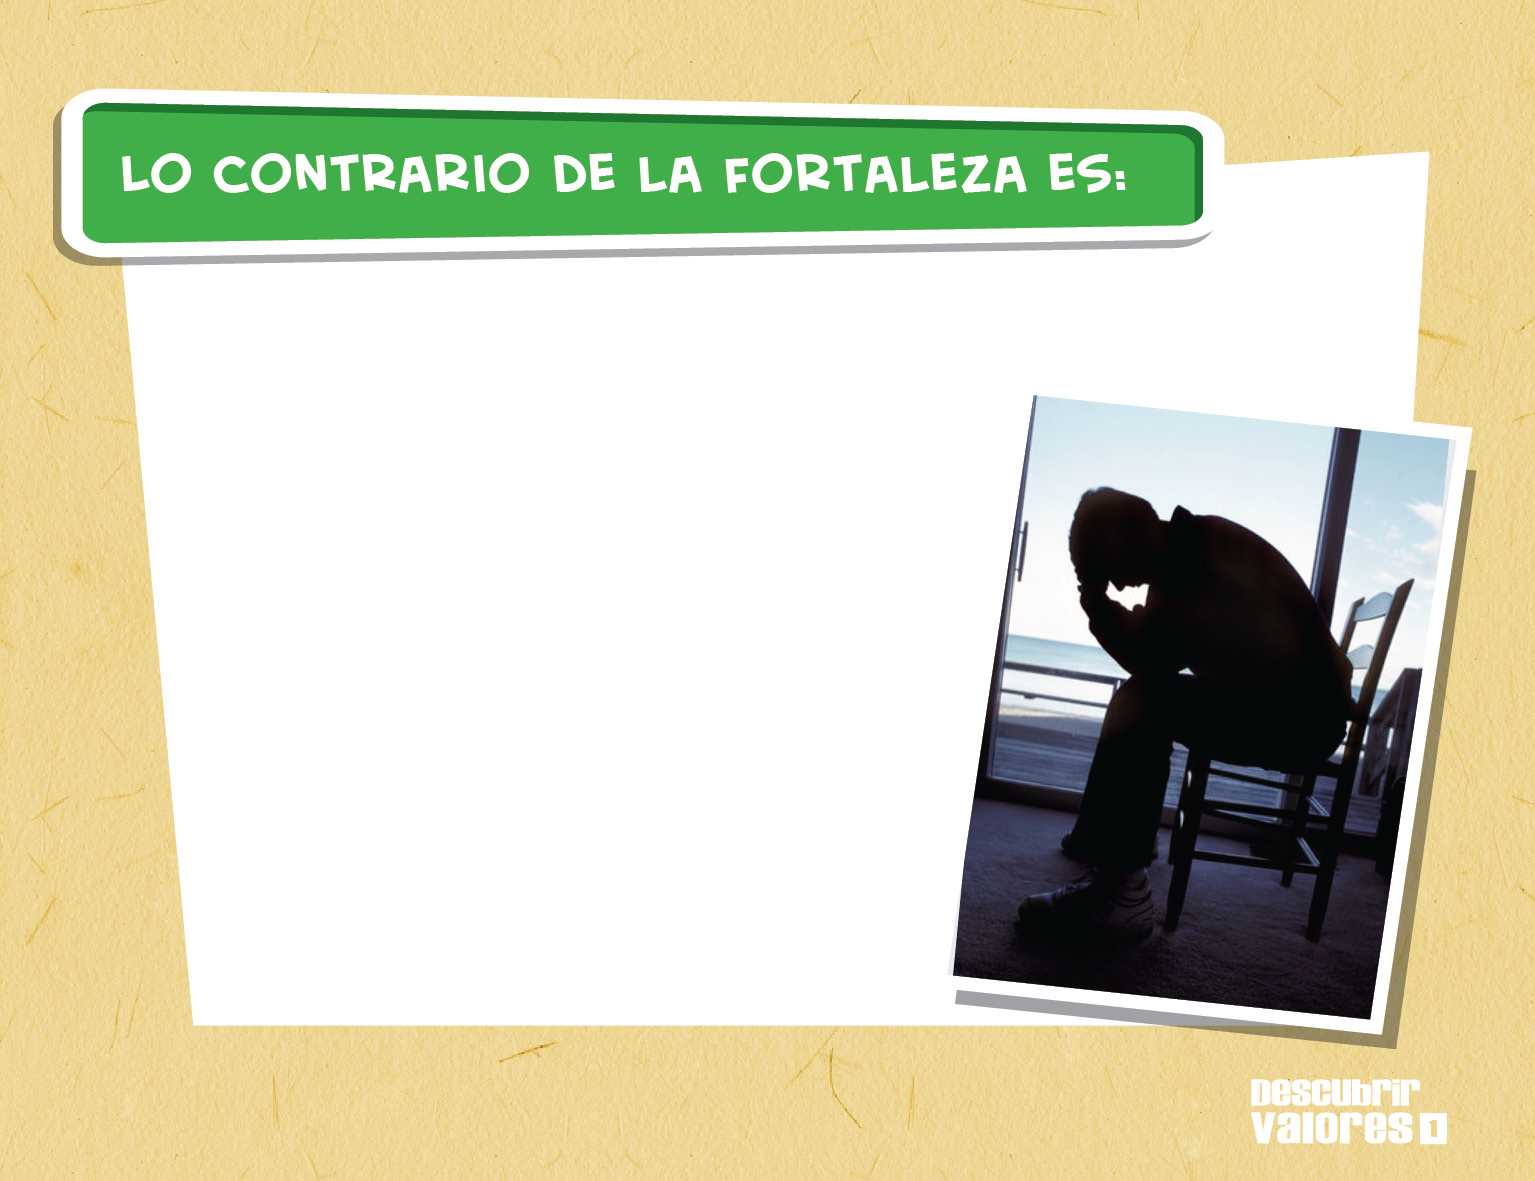 LO CONTRARIO DE LA FORTALEZA ES:
Descubrir
valores 1